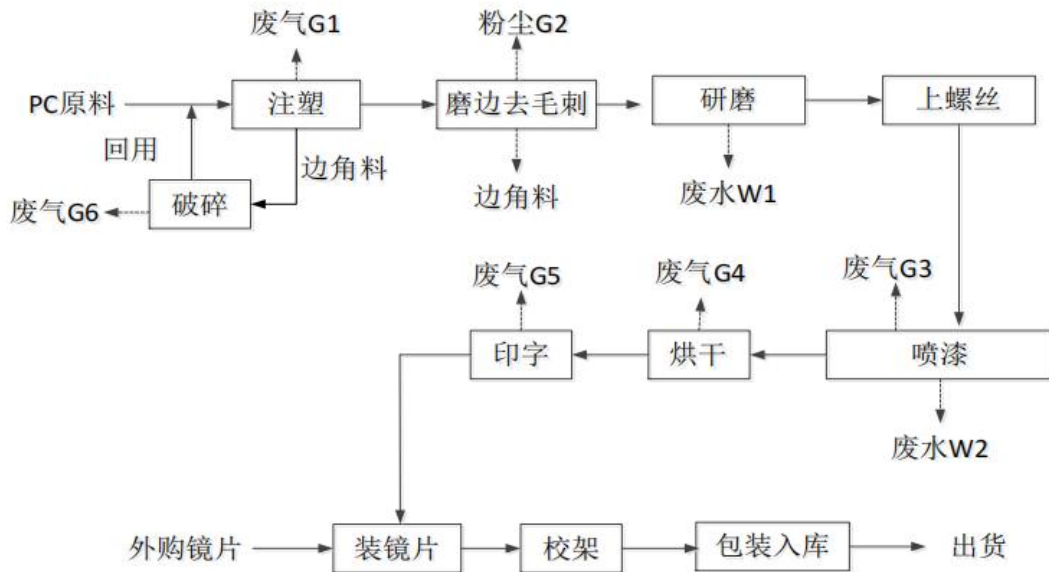 废气G1
粉尘G2
PC原料
注塑
磨边去毛刺
研磨
上螺丝
回用
边角料
废气G6
破碎
边角料
废水W1
废气G5
废气G4
废气G3
印字
烘干
喷漆
废水W2
外购镜片
装镜片
校架
包装入库
出货